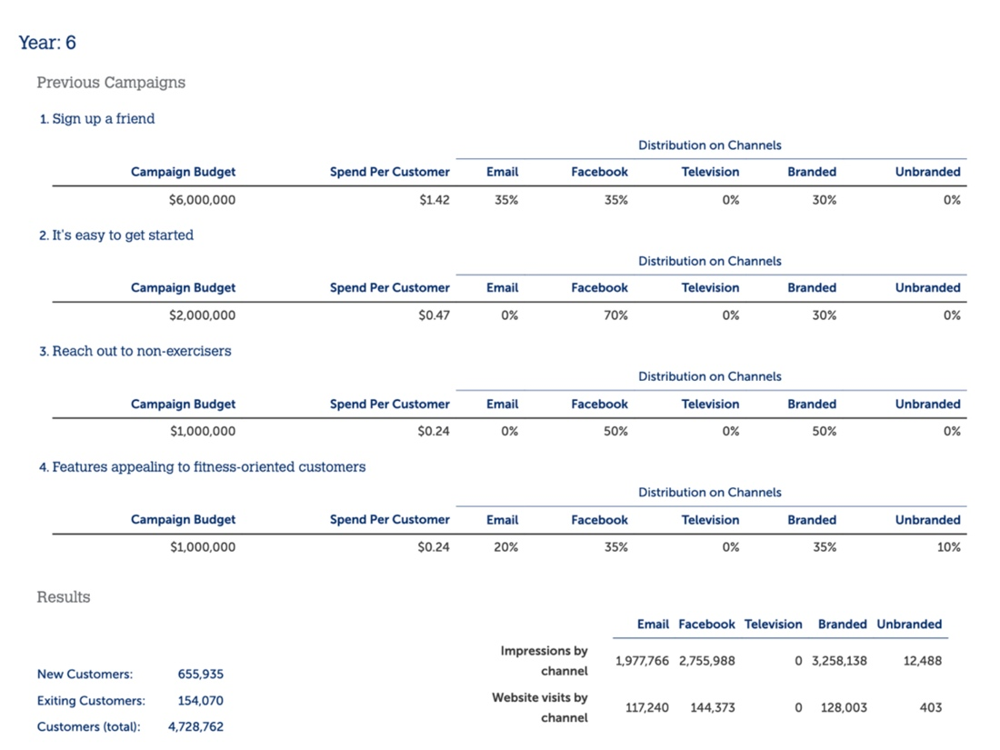 Year: 6
Previous Campaigns
1. Sign up a friend
Distribution on Channels
Campaign Budget Spend Per Customer Email Facebook Television Branded Unbranded
$6,000,000 $1.42 35% 35% 0% 30% 0%
2. It's easy to get started
Distribution on Channels
Campaign Budget Spend Per Customer Email Facebook Television Branded Unbranded
$2,000,000 $0.47 0% 70% 0% 30% 0%
3. Reach out to non-exercisers
Distribution on Channels
Campaign Budget Spend Per Customer Email Facebook Television Branded Unbranded
$1,000,000 $0.24 0% 50% 0% 50% 0%
4. Features appealing to fitness-oriented customers
Distribution on Channels
Campaign Budget Spend Per Customer Email Facebook Television Branded Unbranded
$1,000,000 $0.24 20% 35% 0% 35% 10%
Results
New Customers: 655,935
Exiting Customers: 154,070
Customers (total): 4,728,762
Email Facebook Television Branded Unbranded
Impressions by
channel
1,977,766 2,755,988 0 3,258,138 12,488
Website visits by
channel
117,240 144,373 0 128,003 403